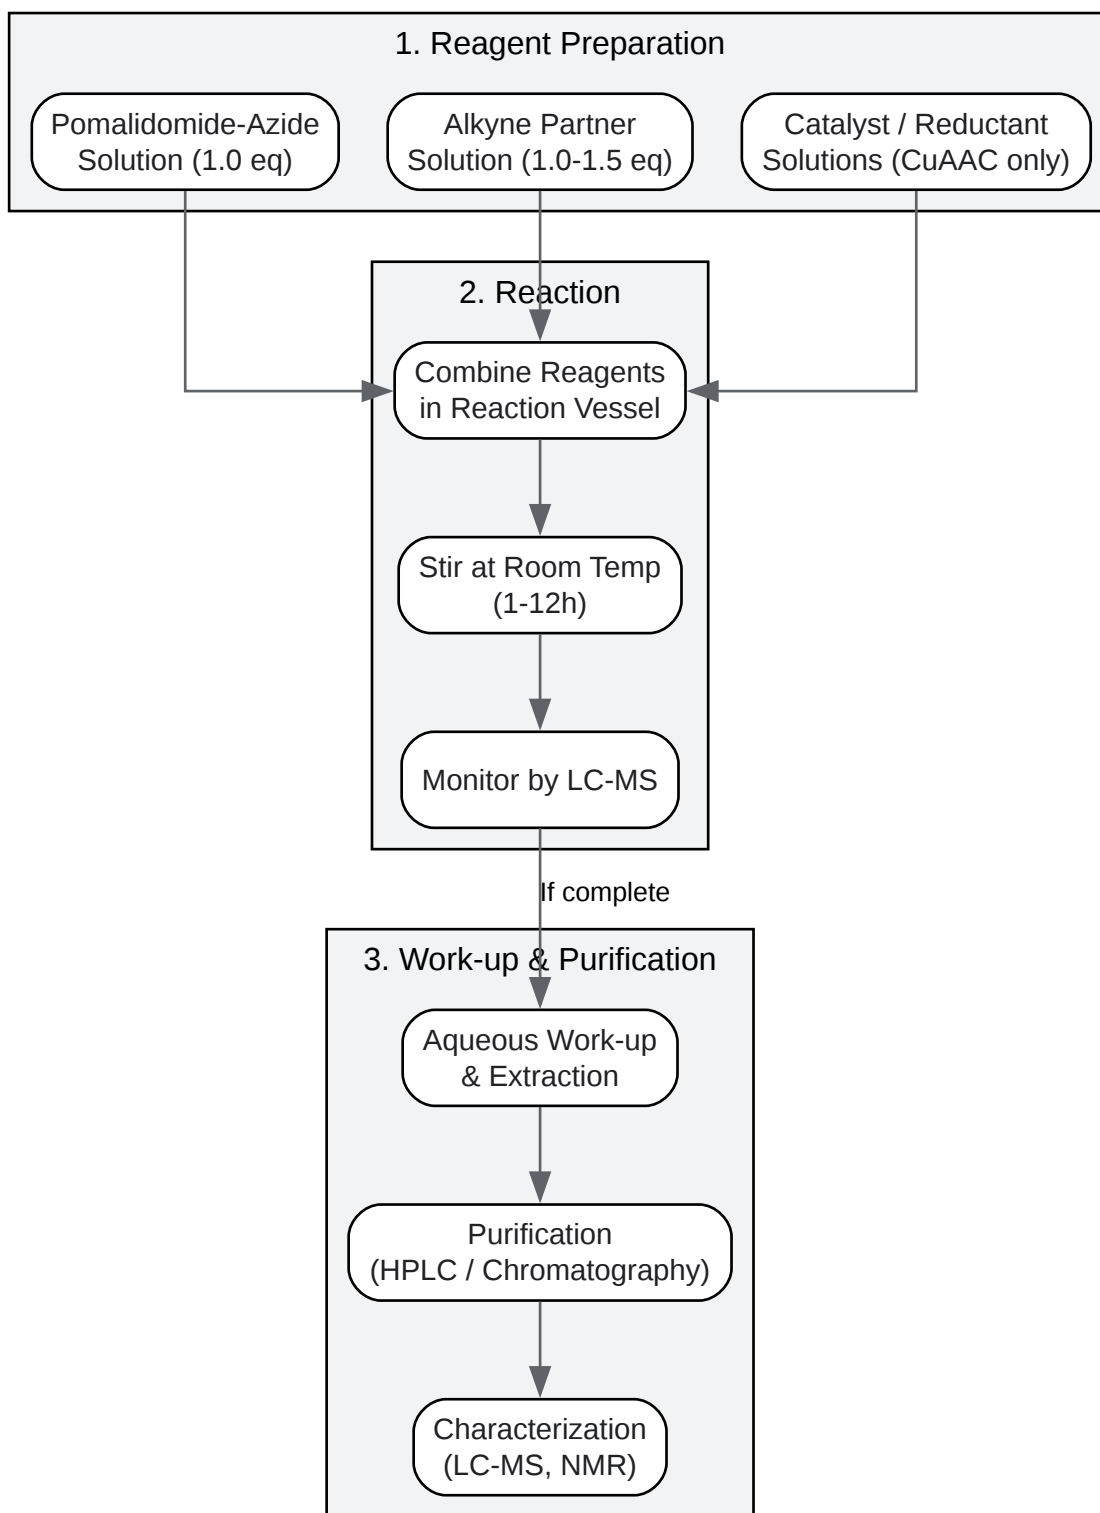 1. Reagent Preparation
Pomalidomide-Azide
Solution (1.0 eq)
Alkyne Partner
Solution (1.0-1.5 eq)
Catalyst / Reductant
Solutions (CuAAC only)
2. Reaction
Combine Reagents
in Reaction Vessel
Stir at Room Temp
(1-12h)
Monitor by LC-MS
If complete
3. Work-up & Purification
Aqueous Work-up
& Extraction
Purification
(HPLC / Chromatography)
Characterization
(LC-MS, NMR)